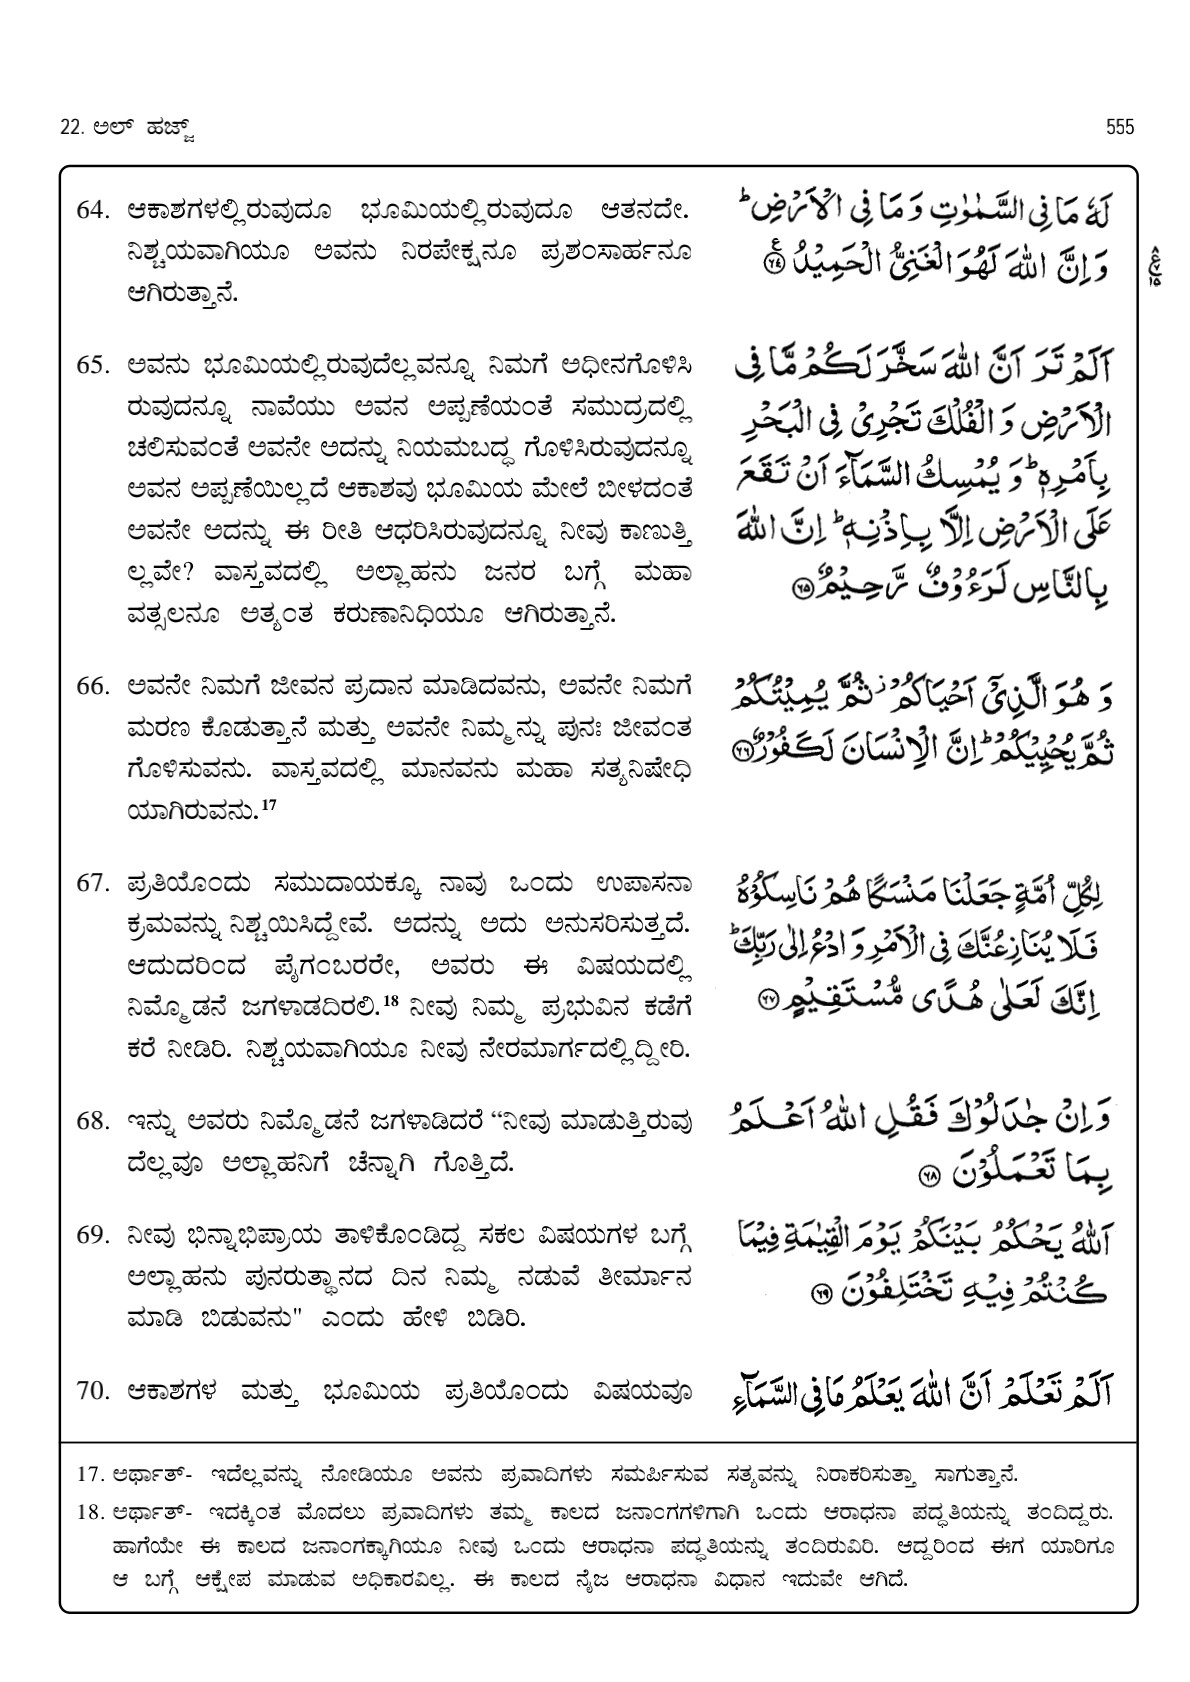 22. ಅಲ್ ಹಜ್ಜ್
555
64. ಆಕಾಶಗಳಲ್ಲಿರುವುದೂ ಭೂಮಿಯಲ್ಲಿರುವುದೂ ಆತನದೇ.
ನಿಶ್ಚಯವಾಗಿಯೂ ಅವನು ನಿರಪೇಕ್ಷನೂ ಪ್ರಶಂಸಾರ್ಹನೂ
ಆಗಿರುತ್ತಾನೆ.
لَهٗ مَا فِی السَّمٰوٰتِ وَ مَا فِی الْاَرْضِ ؕ
وَ اِنَّ اللّٰهَ لَهُوَ الْغَنِیُّ الْحَمِیْدُ ﴿۶۴﴾
65. ಅವನು ಭೂಮಿಯಲ್ಲಿರುವುದೆಲ್ಲವನ್ನೂ ನಿಮಗೆ ಅಧೀನಗೊಳಿಸಿ
ರುವುದನ್ನೂ ನಾವೆಯು ಅವನ ಅಪ್ಪಣೆಯಂತೆ ಸಮುದ್ರದಲ್ಲಿ
ಚಲಿಸುವಂತೆ ಅವನೇ ಅದನ್ನು ನಿಯಮಬದ್ಧ ಗೊಳಿಸಿರುವುದನ್ನೂ
ಅವನ ಅಪ್ಪಣೆಯಿಲ್ಲದೆ ಆಕಾಶವು ಭೂಮಿಯ ಮೇಲೆ ಬೀಳದಂತೆ
ಅವನೇ ಅದನ್ನು ಈ ರೀತಿ ಆಧರಿಸಿರುವುದನ್ನೂ ನೀವು ಕಾಣುತ್ತಿ
ಲ್ಲವೇ? ವಾಸ್ತವದಲ್ಲಿ ಅಲ್ಲಾಹನು ಜನರ ಬಗ್ಗೆ ಮಹಾ
ವತ್ಸಲನೂ ಅತ್ಯಂತ ಕರುಣಾನಿಧಿಯೂ ಆಗಿರುತ್ತಾನೆ.
اَلَمْ تَرَ اَنَّ اللّٰهَ سَخَّرَ لَكُمْ مَّا فِی
الْاَرْضِ وَ الْفُلْكَ تَجْرِیْ فِی الْبَحْرِ
بِاَمْرِهٖ ؕ وَ یُمْسِكُ السَّمَآءَ اَنْ تَقَعَ
عَلَی الْاَرْضِ اِلَّا بِاِذْنِهٖ ؕ اِنَّ اللّٰهَ
بِالنَّاسِ لَرَءُوْفٌ رَّحِیْمٌ ﴿۶۵﴾
66. ಅವನೇ ನಿಮಗೆ ಜೀವನ ಪ್ರದಾನ ಮಾಡಿದವನು, ಅವನೇ ನಿಮಗೆ
ಮರಣ ಕೊಡುತ್ತಾನೆ ಮತ್ತು ಅವನೇ ನಿಮ್ಮನ್ನು ಪುನಃ ಜೀವಂತ
ಗೊಳಿಸುವನು. ವಾಸ್ತವದಲ್ಲಿ ಮಾನವನು ಮಹಾ ಸತ್ಯನಿಷೇಧಿ
ಯಾಗಿರುವನು.17
وَ هُوَ الَّذِیْۤ اَحْیَاكُمْ ؗ ثُمَّ یُمِیْتُكُمْ
ثُمَّ یُحْیِیْكُمْ ؕ اِنَّ الْاِنْسَانَ لَكَفُوْرٌ ﴿۶۶﴾
67. ಪ್ರತಿಯೊಂದು ಸಮುದಾಯಕ್ಕೂ ನಾವು ಒಂದು ಉಪಾಸನಾ
ಕ್ರಮವನ್ನು ನಿಶ್ಚಯಿಸಿದ್ದೇವೆ. ಅದನ್ನು ಅದು ಅನುಸರಿಸುತ್ತದೆ.
ಆದುದರಿಂದ ಪೈಗಂಬರರೇ, ಅವರು ಈ ವಿಷಯದಲ್ಲಿ
ನಿಮ್ಮೊಡನೆ ಜಗಳಾಡದಿರಲಿ.18 ನೀವು ನಿಮ್ಮ ಪ್ರಭುವಿನ ಕಡೆಗೆ
ಕರೆ ನೀಡಿರಿ. ನಿಶ್ಚಯವಾಗಿಯೂ ನೀವು ನೇರಮಾರ್ಗದಲ್ಲಿದ್ದೀರಿ.
لِكُلِّ اُمَّةٍ جَعَلْنَا مَنْسَكًا هُمْ نَاسِكُوْهُ
فَلَا یُنَازِعُنَّكَ فِی الْاَمْرِ وَ ادْعُ اِلٰی رَبِّكَ ؕ
اِنَّكَ لَعَلٰی هُدًی مُّسْتَقِیْمٍ ﴿۶۷﴾
68. ಇನ್ನು ಅವರು ನಿಮ್ಮೊಡನೆ ಜಗಳಾಡಿದರೆ “ನೀವು ಮಾಡುತ್ತಿರುವು
ದೆಲ್ಲವೂ ಅಲ್ಲಾಹನಿಗೆ ಚೆನ್ನಾಗಿ ಗೊತ್ತಿದೆ.
وَ اِنْ جٰدَلُوْكَ فَقُلِ اللّٰهُ اَعْلَمُ
بِمَا تَعْمَلُوْنَ ﴿۶۸﴾
69. ನೀವು ಭಿನ್ನಾಭಿಪ್ರಾಯ ತಾಳಿಕೊಂಡಿದ್ದ ಸಕಲ ವಿಷಯಗಳ ಬಗ್ಗೆ
ಅಲ್ಲಾಹನು ಪುನರುತ್ಥಾನದ ದಿನ ನಿಮ್ಮ ನಡುವೆ ತೀರ್ಮಾನ
ಮಾಡಿ ಬಿಡುವನು" ಎಂದು ಹೇಳಿ ಬಿಡಿರಿ.
اَللّٰهُ یَحْكُمُ بَیْنَكُمْ یَوْمَ الْقِیٰمَةِ فِیْمَا
كُنْتُمْ فِیْهِ تَخْتَلِفُوْنَ ﴿۶۹﴾
70. ಆಕಾಶಗಳ ಮತ್ತು ಭೂಮಿಯ ಪ್ರತಿಯೊಂದು ವಿಷಯವೂ
اَلَمْ تَعْلَمْ اَنَّ اللّٰهَ یَعْلَمُ مَا فِی السَّمَآءِ
17. ಅರ್ಥಾತ್- ಇದೆಲ್ಲವನ್ನು ನೋಡಿಯೂ ಅವನು ಪ್ರವಾದಿಗಳು ಸಮರ್ಪಿಸುವ ಸತ್ಯವನ್ನು ನಿರಾಕರಿಸುತ್ತಾ ಸಾಗುತ್ತಾನೆ.
18. ಅರ್ಥಾತ್- ಇದಕ್ಕಿಂತ ಮೊದಲು ಪ್ರವಾದಿಗಳು ತಮ್ಮ ಕಾಲದ ಜನಾಂಗಗಳಿಗಾಗಿ ಒಂದು ಆರಾಧನಾ ಪದ್ಧತಿಯನ್ನು ತಂದಿದ್ದರು.
ಹಾಗೆಯೇ ಈ ಕಾಲದ ಜನಾಂಗಕ್ಕಾಗಿಯೂ ನೀವು ಒಂದು ಆರಾಧನಾ ಪದ್ಧತಿಯನ್ನು ತಂದಿರುವಿರಿ. ಆದ್ದರಿಂದ ಈಗ ಯಾರಿಗೂ
ಆ ಬಗ್ಗೆ ಆಕ್ಷೇಪ ಮಾಡುವ ಅಧಿಕಾರವಿಲ್ಲ. ಈ ಕಾಲದ ನೈಜ ಆರಾಧನಾ ವಿಧಾನ ಇದುವೇ ಆಗಿದೆ.